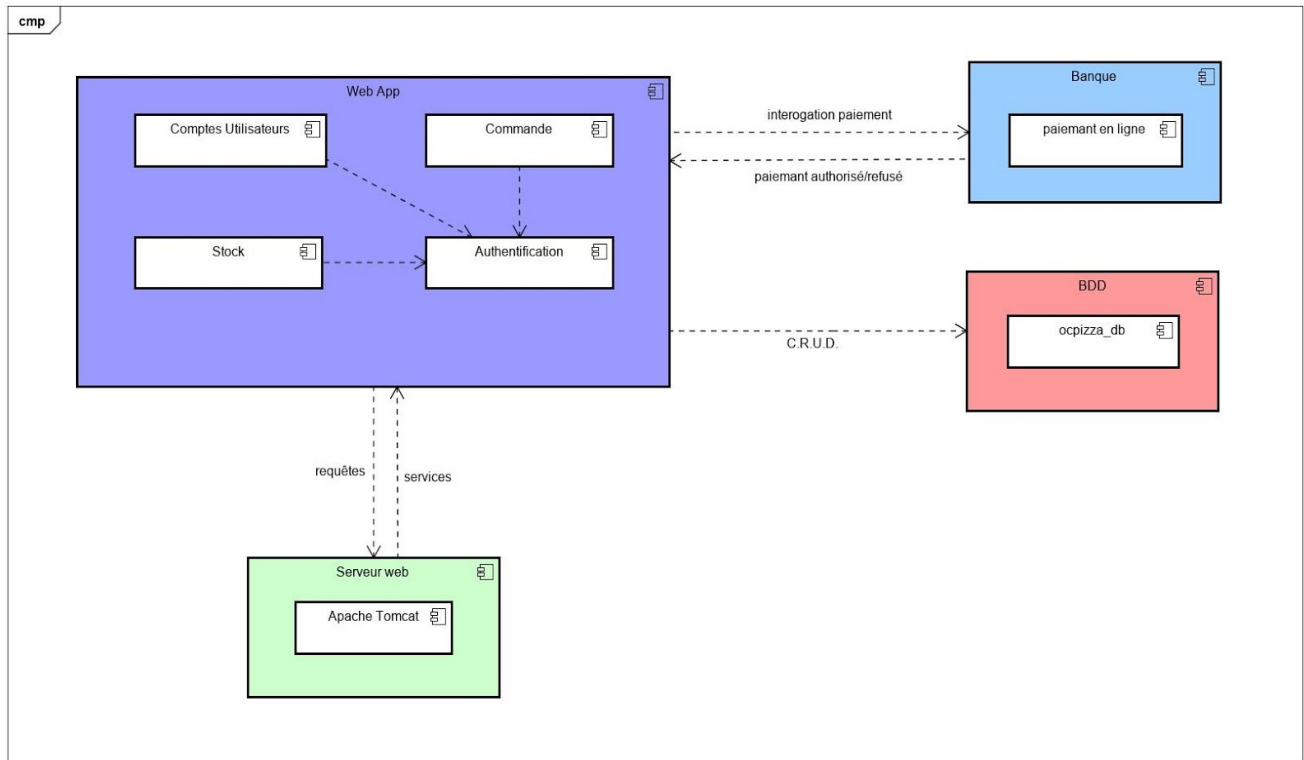 cmp
Web App
Comptes Utilisateurs
Commande
Stock
Authentification
interogation paiement
paiemant authorisé/refusé
Banque
paiemant en ligne
C.R.U.D.
BDD
ocpizza_db
requêtes
services
Serveur web
Apache Tomcat